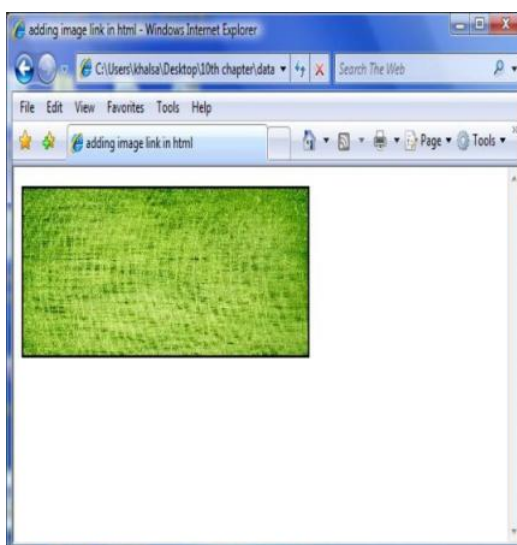 adding image link in html - Windows Internet Explorer
C:\Users\khalsa\Desktop\10th chapter\data
Search The Web
File Edit View Favorites Tools Help
adding image link in html
Page
Tools